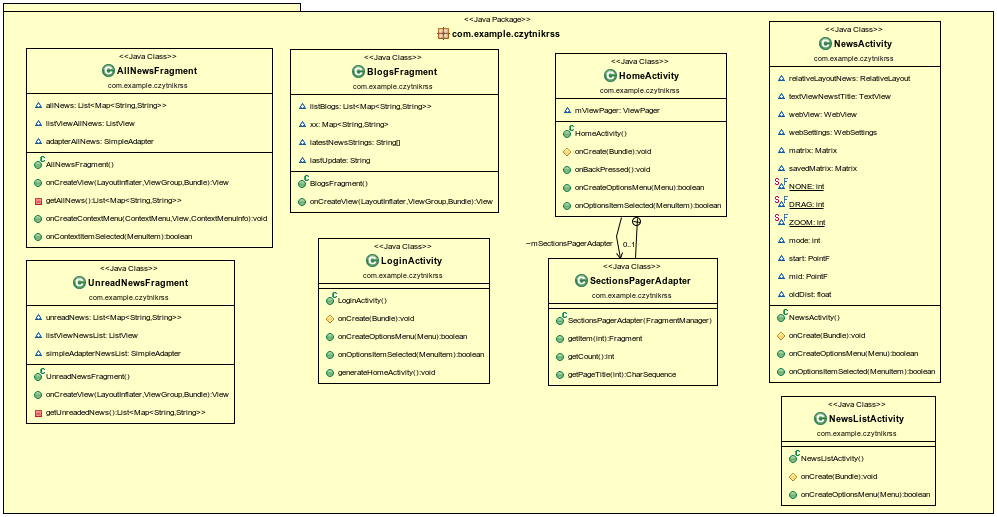 <<Java Package>>
com.example.czytnikrss
<<Java Class>>
AllNewsFragment
com.example.czytnikrss
allNews: List<Map<String,String>>
listViewAllNews: ListView
adapterAllNews: SimpleAdapter
AllNewsFragment()
onCreateView(LayoutInflater,ViewGroup,Bundle):View
getAllNews():List<Map<String,String>>
onCreateContextMenu(ContextMenu,View,ContextMenuInfo):void
onContextItemSelected(MenuItem):boolean
<<Java Class>>
BlogsFragment
com.example.czytnikrss
listBlogs: List<Map<String,String>>
xx: Map<String,String>
latestNewsStrings: String[]
lastUpdate: String
BlogsFragment()
onCreateView(LayoutInflater,ViewGroup,Bundle):View
<<Java Class>>
HomeActivity
com.example.czytnikrss
mViewPager: ViewPager
HomeActivity()
onCreate(Bundle):void
onBackPressed():void
onCreateOptionsMenu(Menu):boolean
onOptionsItemSelected(MenuItem):boolean
<<Java Class>>
NewsActivity
com.example.czytnikrss
relativeLayoutNews: RelativeLayout
textViewNewstTitle: TextView
webView: WebView
webSettings: WebSettings
matrix: Matrix
savedMatrix: Matrix
NONE: int
DRAG: int
ZOOM: int
mode: int
start: PointF
mid: PointF
oldDist: float
NewsActivity()
onCreate(Bundle):void
onCreateOptionsMenu(Menu):boolean
onOptionsItemSelected(MenuItem):boolean
<<Java Class>>
UnreadNewsFragment
com.example.czytnikrss
unreadNews: List<Map<String,String>>
listViewNewsList: ListView
simpleAdapterNewsList: SimpleAdapter
UnreadNewsFragment()
onCreateView(LayoutInflater,ViewGroup,Bundle):View
getUnreadedNews():List<Map<String,String>>
<<Java Class>>
LoginActivity
com.example.czytnikrss
LoginActivity()
onCreate(Bundle):void
onCreateOptionsMenu(Menu):boolean
onOptionsItemSelected(MenuItem):boolean
generateHomeActivity():void
~mSectionsPagerAdapter
0..1
<<Java Class>>
SectionsPagerAdapter
com.example.czytnikrss
SectionsPagerAdapter(FragmentManager)
getItem(int):Fragment
getCount():int
getPageTitle(int):CharSequence
<<Java Class>>
NewsListActivity
com.example.czytnikrss
NewsListActivity()
onCreate(Bundle):void
onCreateOptionsMenu(Menu):boolean